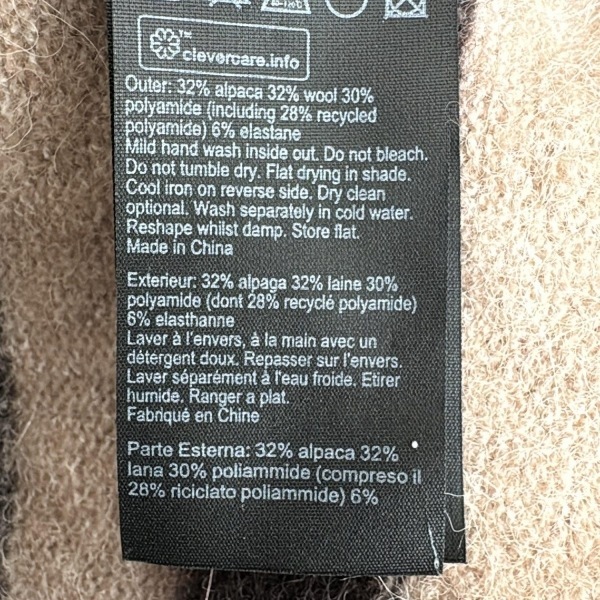 clevercare.info
Outer: 32% alpaca 32% wool 30%
polyamide (including 28% recycled
polyamide) 6% elastane
Mild hand wash inside out. Do not bleach.
Do not tumble dry. Flat drying in shade.
Cool iron on reverse side. Dry clean
optional. Wash separately in cold water.
Reshape whilst damp. Store flat.
Made in China
Exterieur: 32% alpaga 32% laine 30%
polyamide (dont 28% recyclé polyamide)
6% elasthanne
Laver à l'envers, à la main avec un
détergent doux. Repasser sur l'envers.
Laver séparément à l'eau froide. Etirer
humide. Ranger a plat.
Fabriqué en Chine
Parte Esterna: 32% alpaca 32%
lana 30% poliammide (compreso il
28% riciclato poliammide) 6%